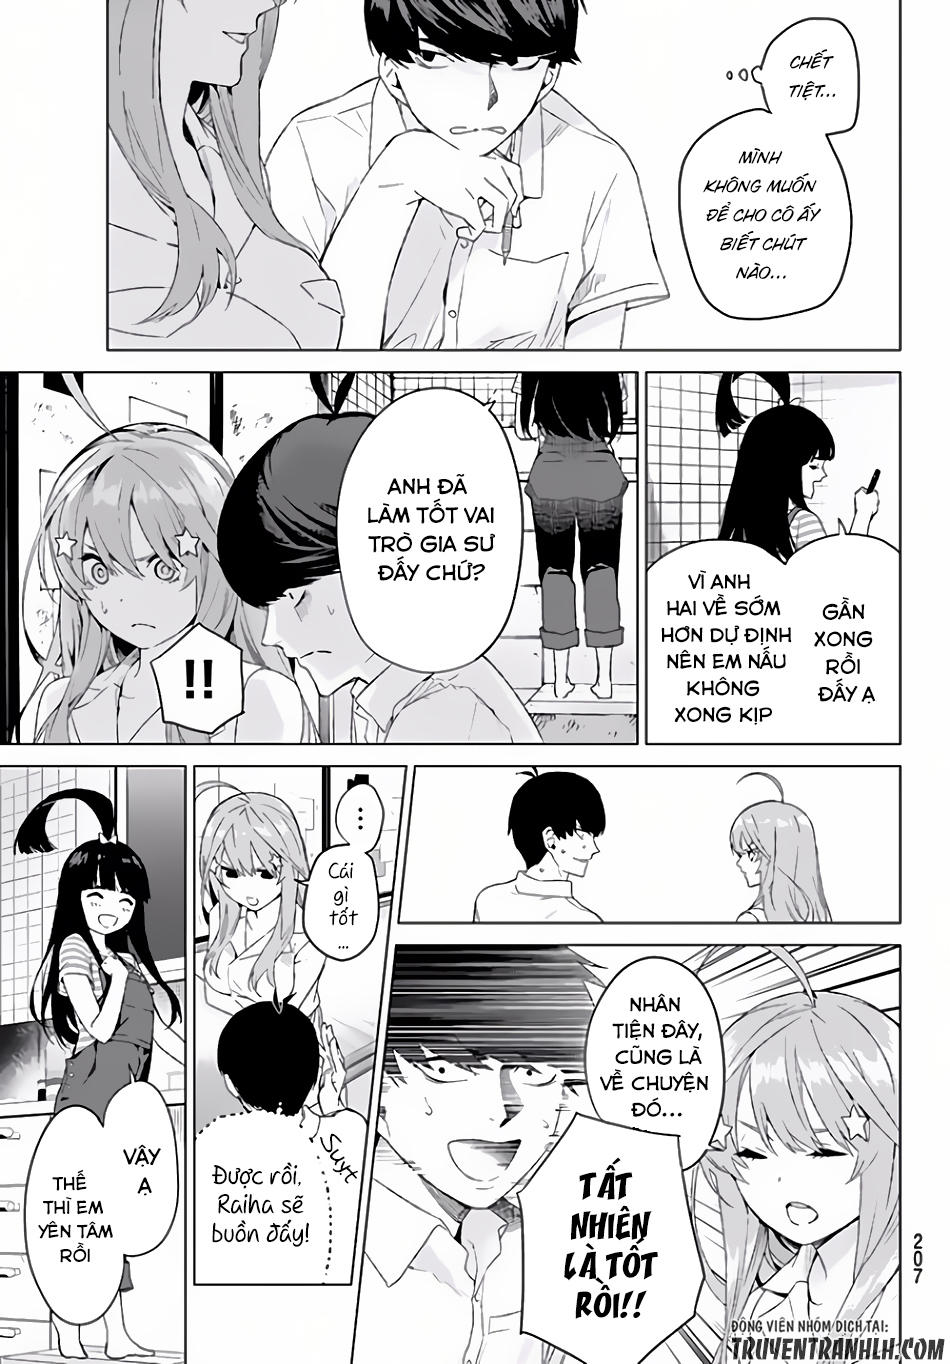 CHẾT
TIỆT...
MÌNH
KHÔNG MUỐN
ĐỂ CHO CÔ ẤY
BIẾT CHÚT
NÀO...
GẦN
XONG
RỒI
ĐẤY Ạ
VÌ ANH
HAI VỀ SỚM
HƠN DỰ ĐỊNH
NÊN EM NẤU
KHÔNG
XONG KỊP
ANH ĐÃ
LÀM TỐT VAI
TRÒ GIA SƯ
ĐẤY CHỨ?
!!
NHÂN
TIỆN ĐÂY,
CŨNG LÀ
VỀ CHUYỆN
ĐÓ...
TẤT
NHIÊN
LÀ TỐT
RỒI!!
...
Cái
gì
tốt
...
Suỵt
Được rồi,
Raiha sẽ
buồn đấy!
VẬY
Ạ
THẾ
THÌ EM
YÊN TÂM
RỒI
207
ĐỘNG VIÊN NHÓM DỊCH TẠI:
TRUYENTRANHLH.COM